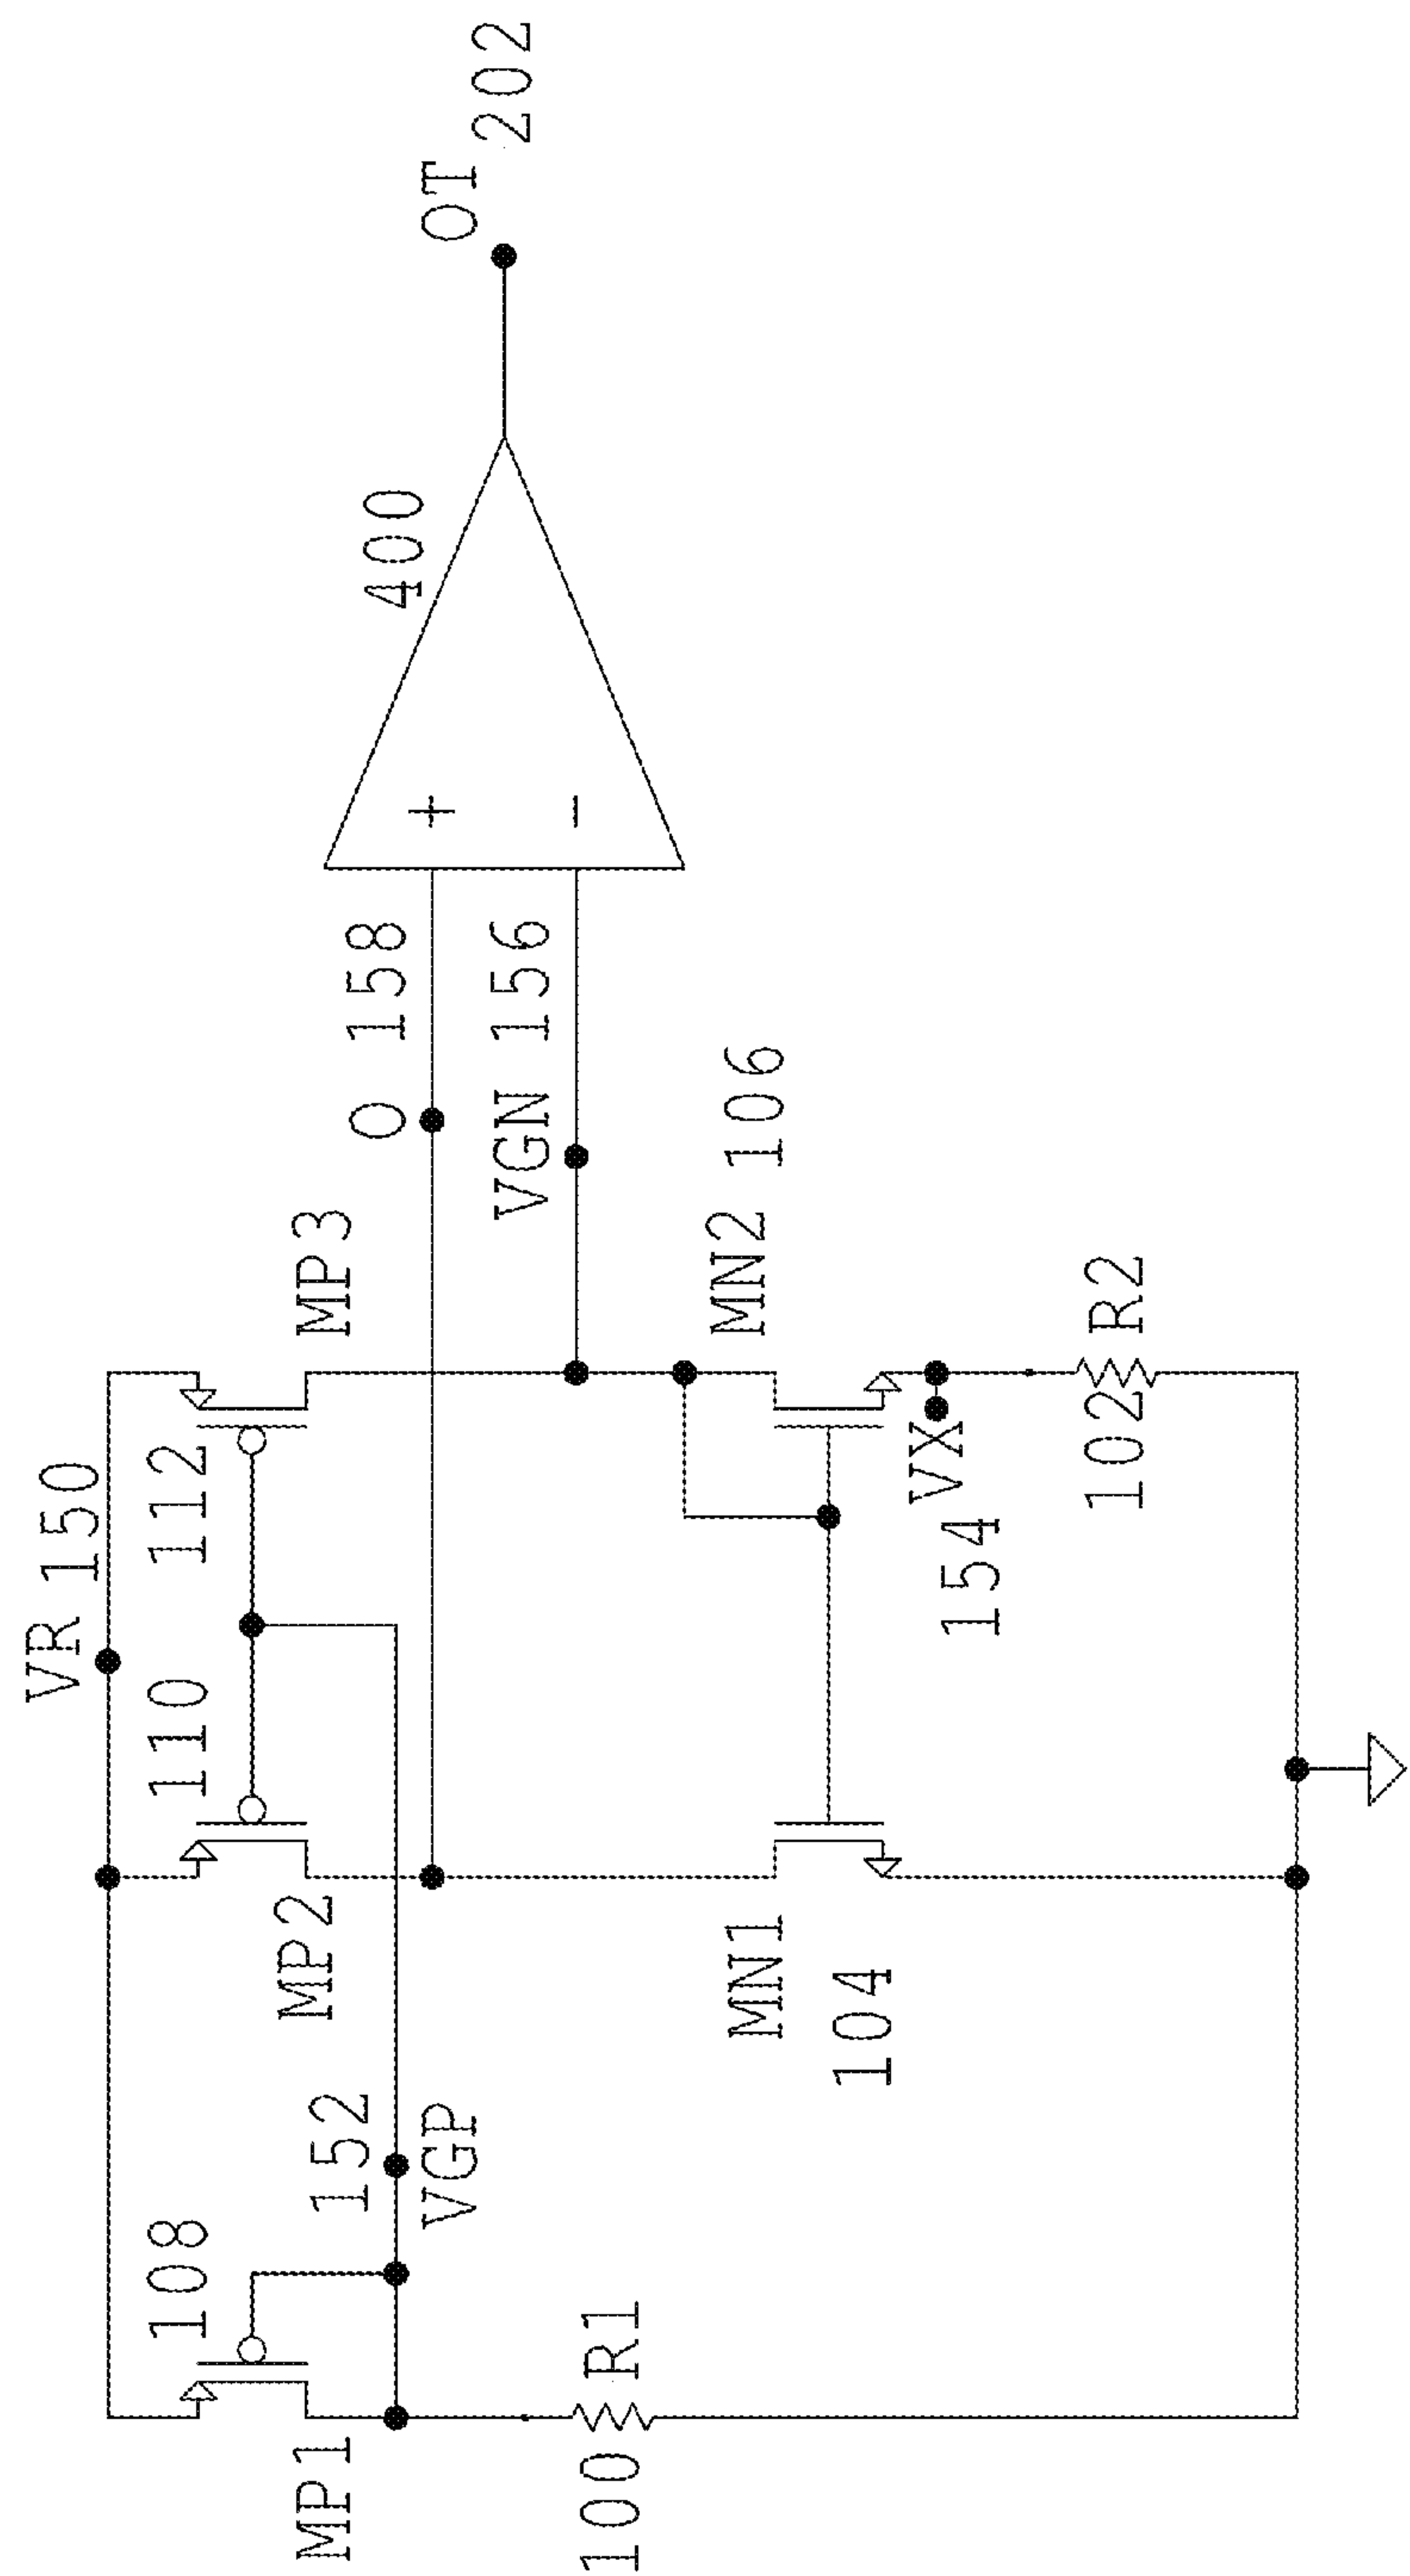 OT 202
400
+
-
O 158
VGN 156
MP3
112
MN2 106
VX
154
R2
102
VR 150
110
MP2
MN1
104
152
VGP
108
MP1
R1
100